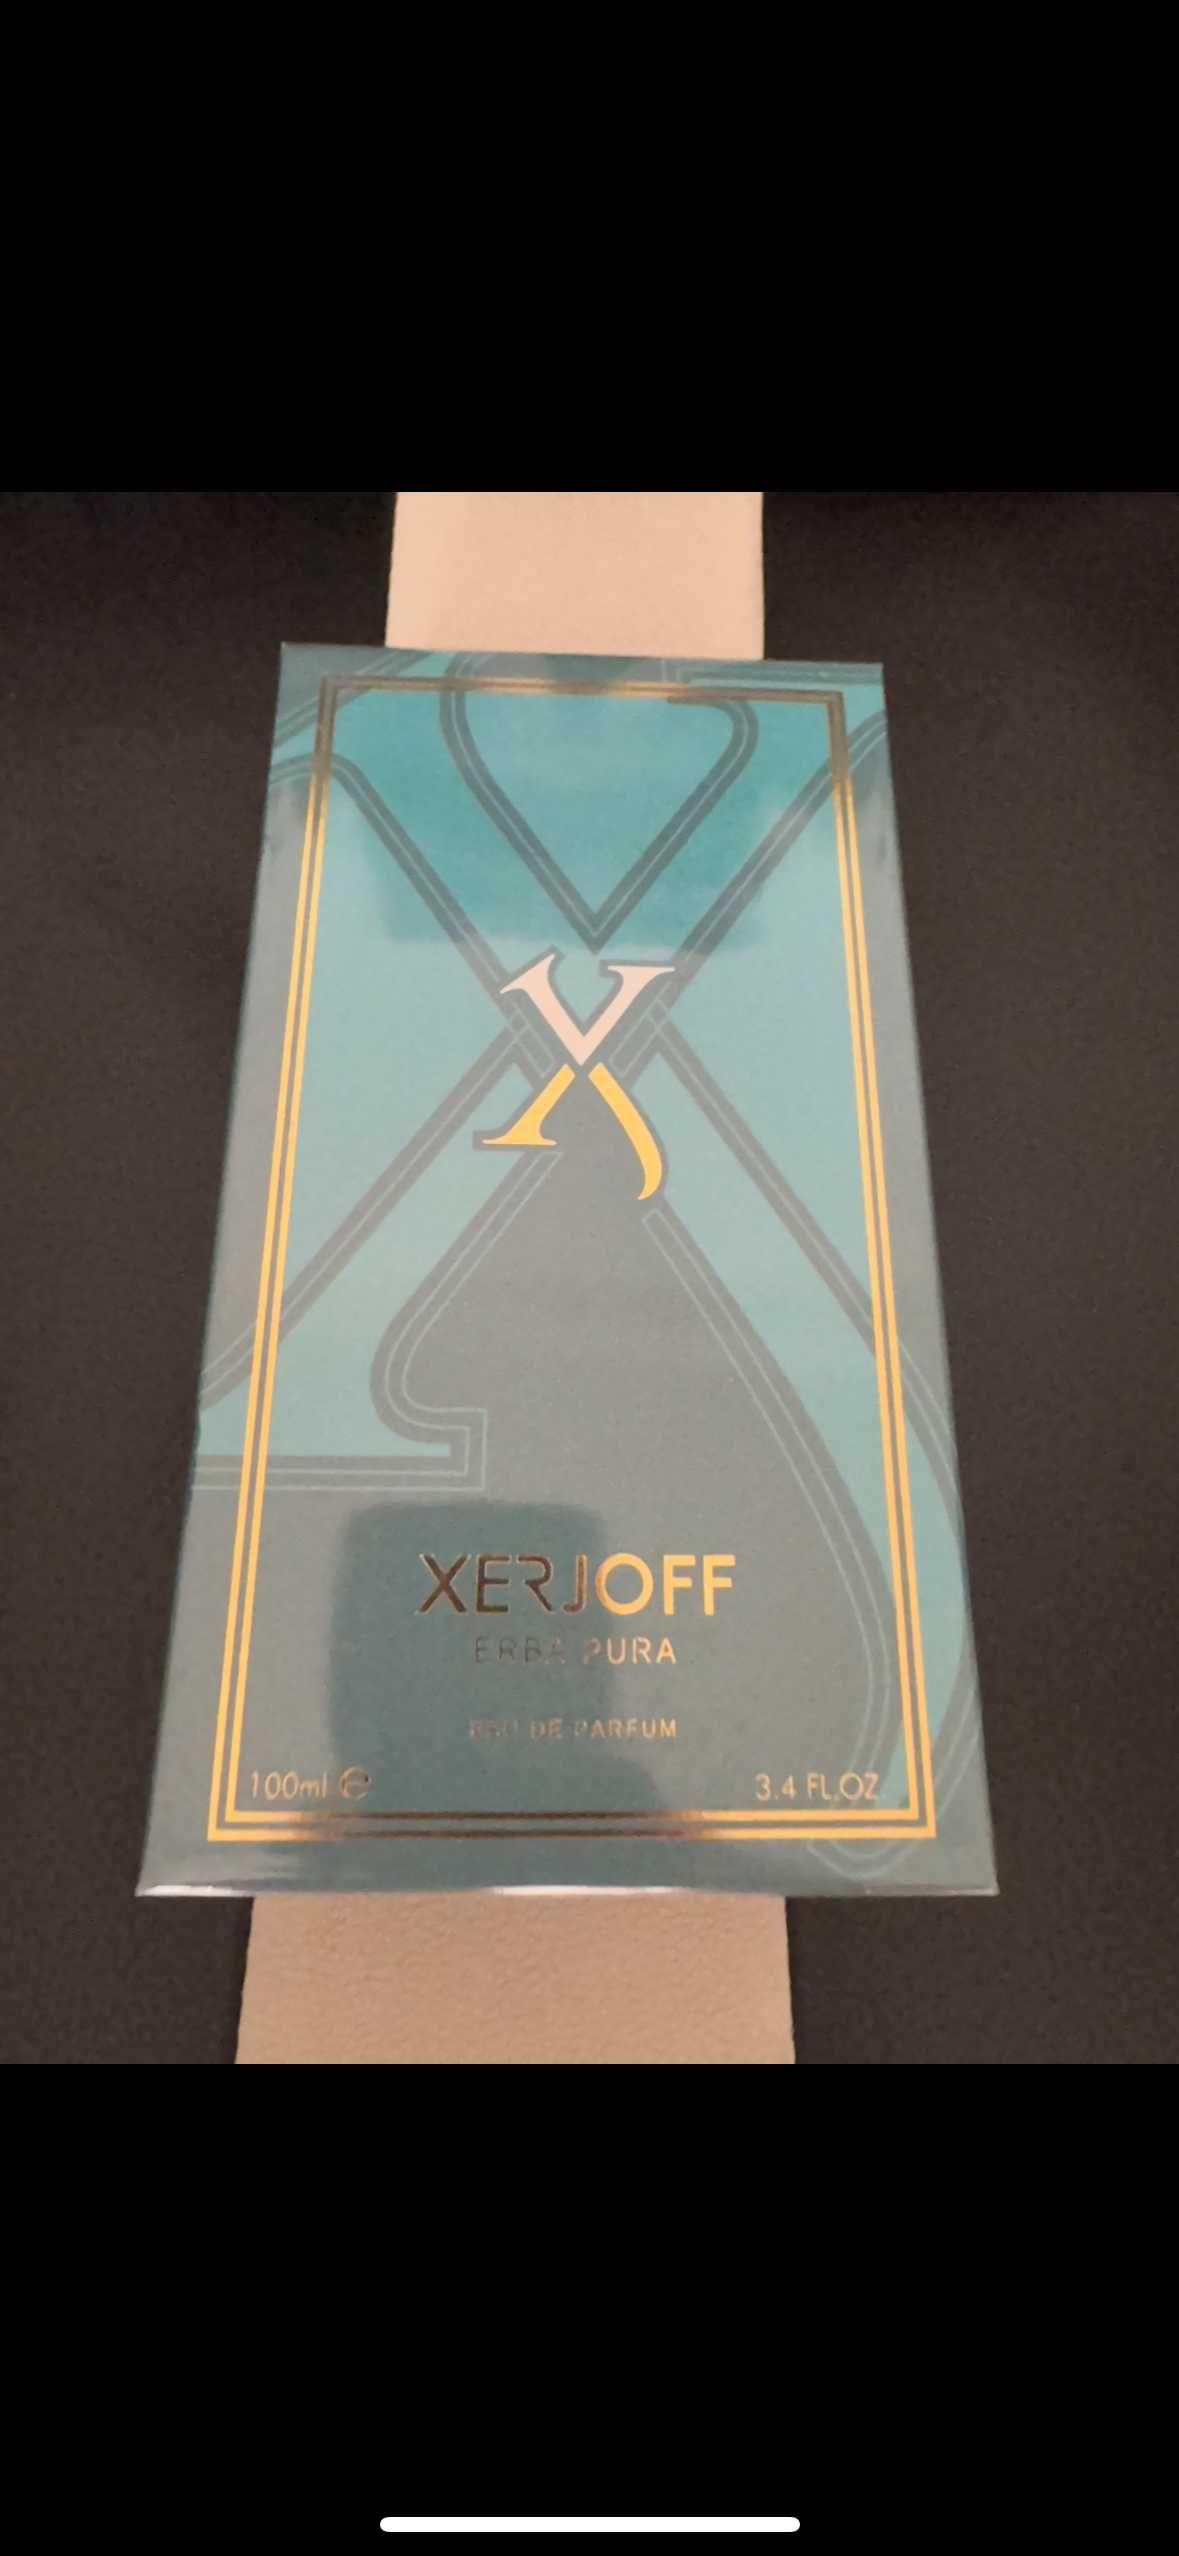 X
XERJOFF
ERBA PURA
EAU DE PARFUM
100ml ℮ 3.4 FL.OZ.